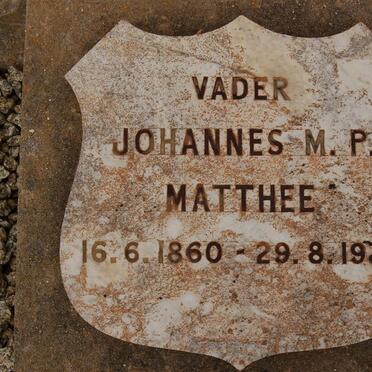 VADER
JOHANNES M. P.
MATTHEE
16. 6. 1860 - 29. 8. 19